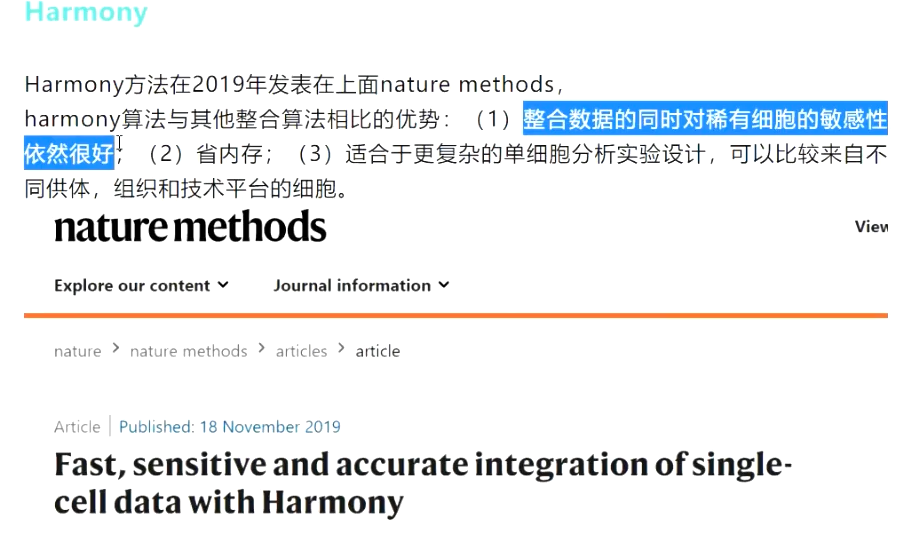 Harmony
Harmony方法在2019年发表在上面nature methods，
harmony算法与其他整合算法相比的优势：（1）整合数据的同时对稀有细胞的敏感性
依然很好；（2）省内存；（3）适合于更复杂的单细胞分析实验设计，可以比较来自不
同供体，组织和技术平台的细胞。
nature methods
View
Explore our content Journal information
nature > nature methods > articles > article
Article | Published: 18 November 2019
Fast, sensitive and accurate integration of single-
cell data with Harmony